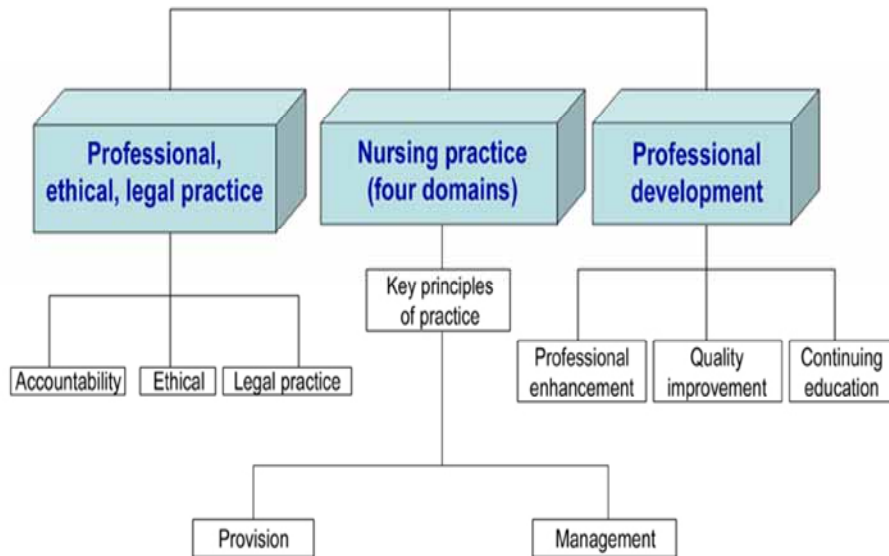 Professional,
ethical, legal practice
Nursing practice
(four domains)
Professional
development
Key principles
of practice
Accountability
Ethical
Legal practice
Professional
enhancement
Quality
improvement
Continuing
education
Provision
Management